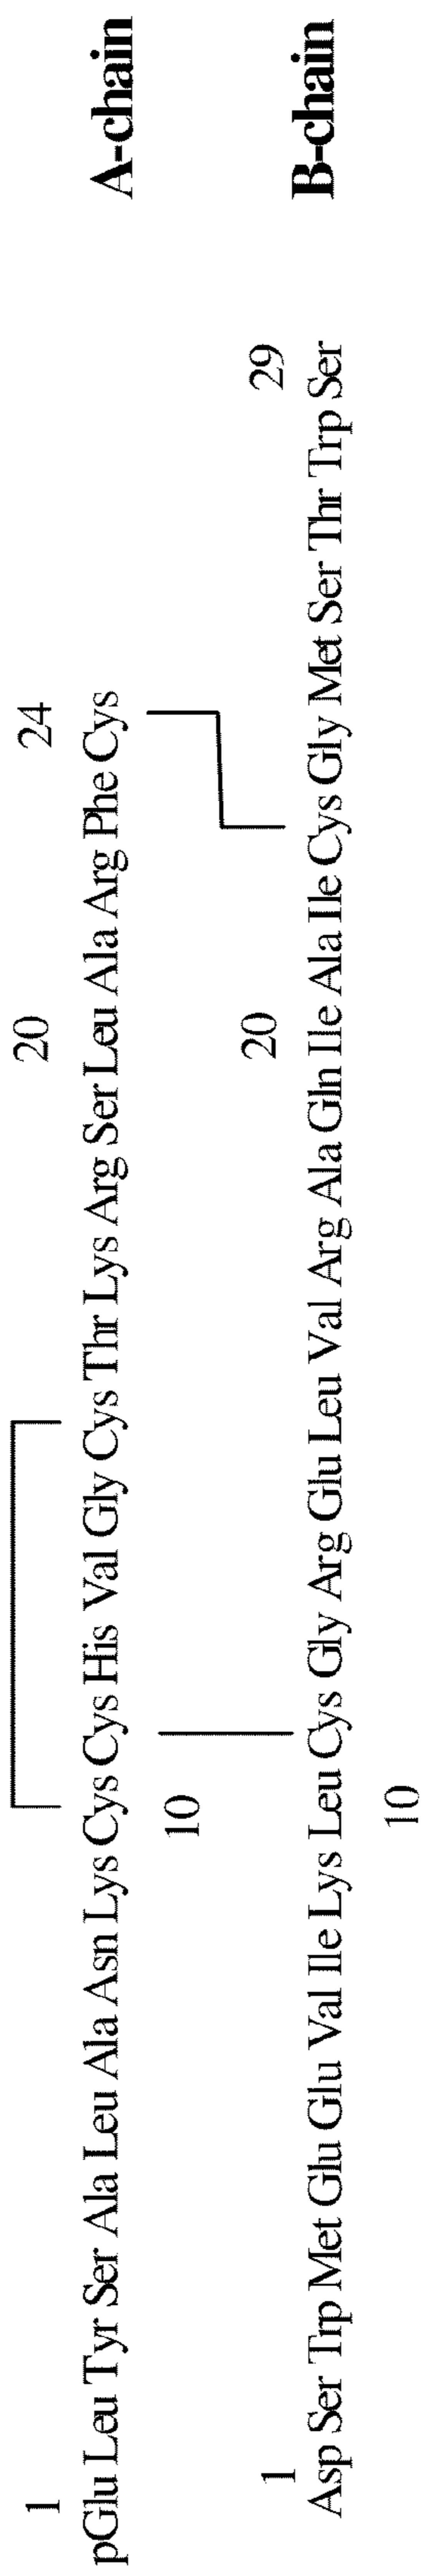 1 20 24
pGlu Leu Tyr Ser Ala Leu Ala Asn Lys Cys Cys His Val Gly Cys Thr Lys Arg Ser Leu Ala Arg Phe Cys A-chain
10
1 20 29
Asp Ser Trp Met Glu Glu Val Ile Lys Leu Cys Gly Arg Glu Leu Val Arg Ala Gln Ile Ala Ile Cys Gly Met Ser Thr Trp Ser B-chain
10